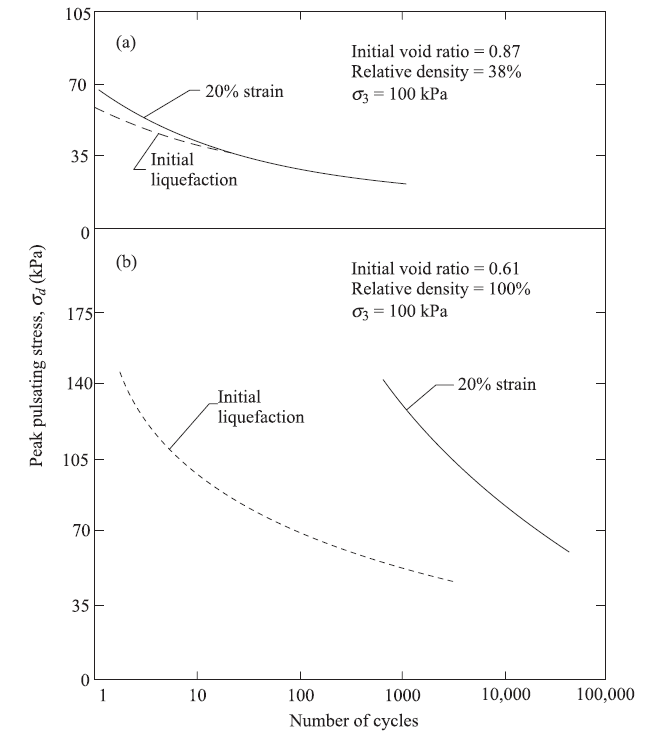 105
(a)
Initial void ratio = 0.87
Relative density = 38%
σ3 = 100 kPa
70
20% strain
35
Initial
liquefaction
0
(b)
Initial void ratio = 0.61
Relative density = 100%
σ3 = 100 kPa
175
140
20% strain
Initial
liquefaction
105
70
35
0
Peak pulsating stress, σd (kPa)
1 10 100 1000 10,000 100,000
Number of cycles